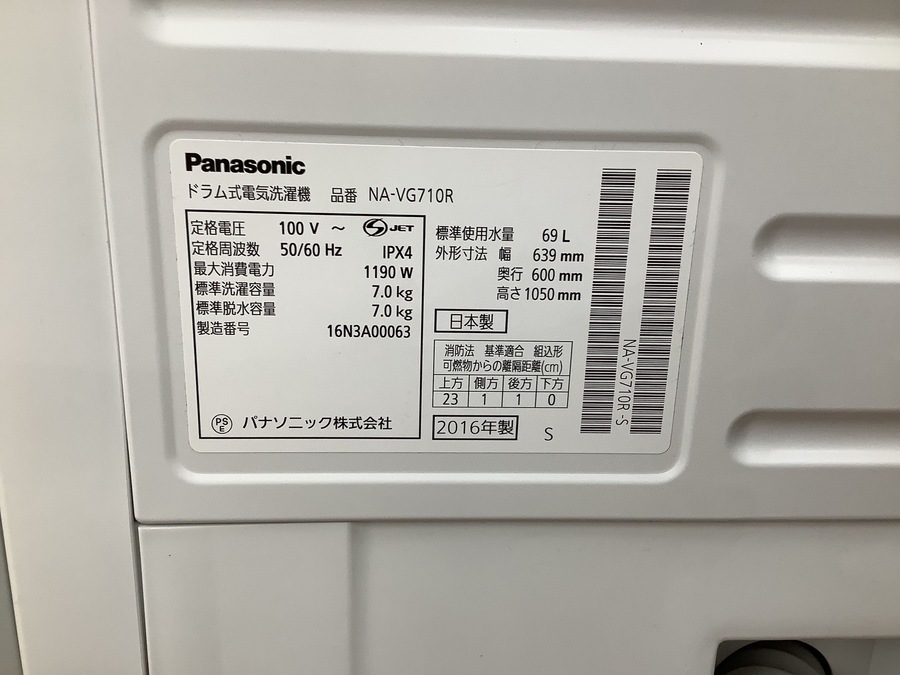 Panasonic
ドラム式電気洗濯機 品番 NA-VG710R
定格電圧 100 V ～ S JET
定格周波数 50/60 Hz IPX4
最大消費電力 1190 W
標準洗濯容量 7.0 kg
標準脱水容量 7.0 kg
製造番号 16N3A00063
PSE パナソニック株式会社
標準使用水量 69 L
外形寸法 幅 639 mm
奥行 600 mm
高さ 1050 mm
日本製
消防法 基準適合 組込形
可燃物からの離隔距離(cm)
上方 側方 後方 下方
23 1 1 0
2016年製 S
NA-VG710R -S